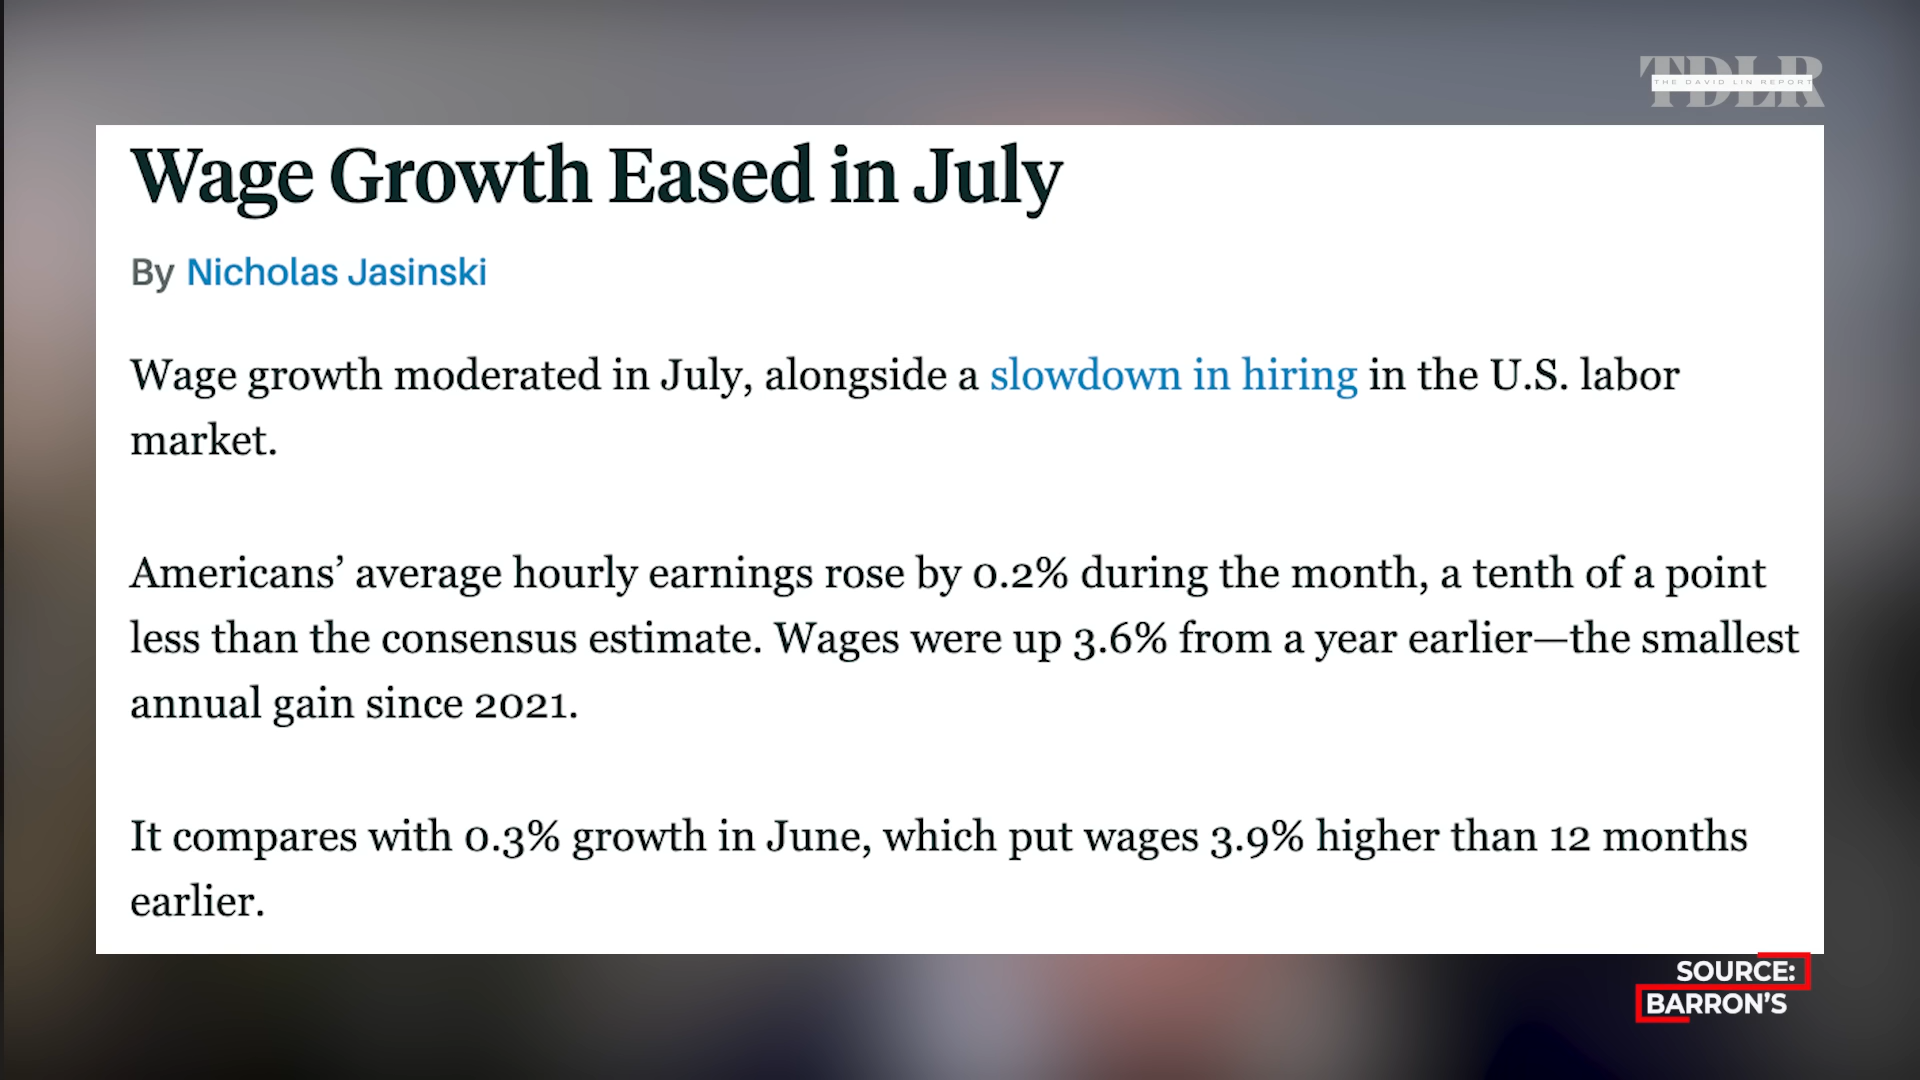 TDLR
THE DAVID LIN REPORT
Wage Growth Eased in July
By Nicholas Jasinski
Wage growth moderated in July, alongside a slowdown in hiring in the U.S. labor
market.
Americans’ average hourly earnings rose by 0.2% during the month, a tenth of a point
less than the consensus estimate. Wages were up 3.6% from a year earlier—the smallest
annual gain since 2021.
It compares with 0.3% growth in June, which put wages 3.9% higher than 12 months
earlier.
SOURCE:
BARRON’S